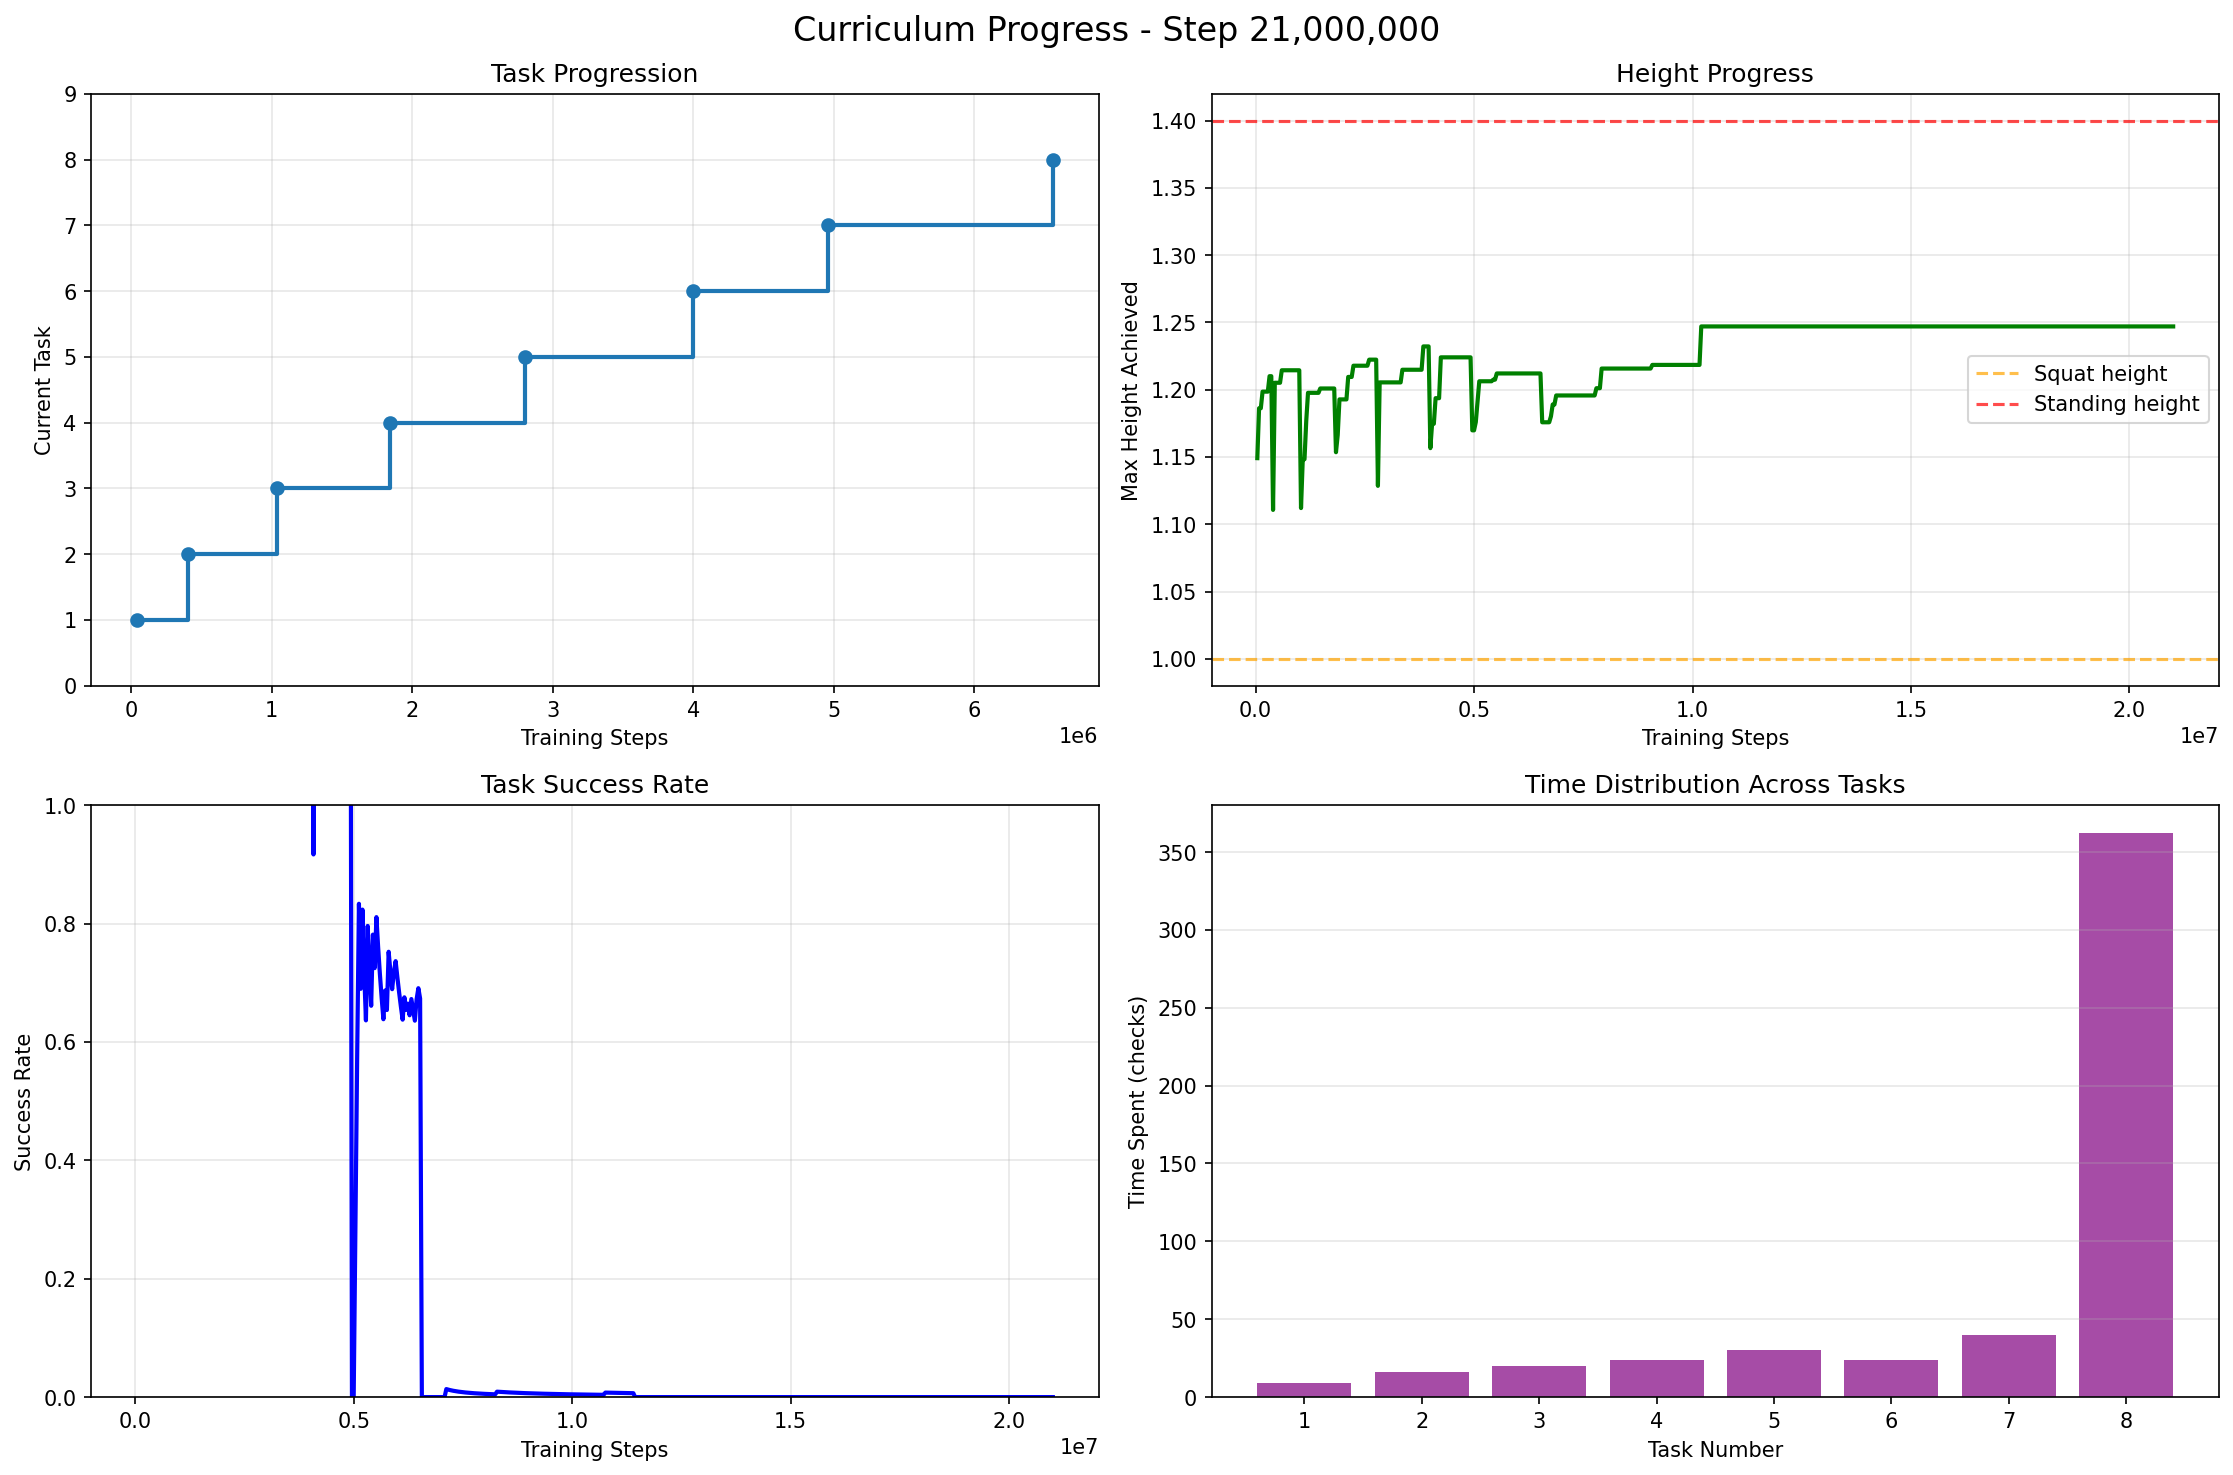 Curriculum Progress - Step 21,000,000
Task Progression
9
8
7
6
5
4
3
2
1
0
Current Task
0 1 2 3 4 5 6
1e6
Training Steps
Height Progress
1.40
1.35
1.30
1.25
1.20
1.15
1.10
1.05
1.00
Max Height Achieved
Squat height
Standing height
0.0 0.5 1.0 1.5 2.0
1e7
Training Steps
Task Success Rate
1.0
0.8
0.6
0.4
0.2
0.0
Success Rate
0.0 0.5 1.0 1.5 2.0
1e7
Training Steps
Time Distribution Across Tasks
350
300
250
200
150
100
50
0
Time Spent (checks)
1 2 3 4 5 6 7 8
Task Number